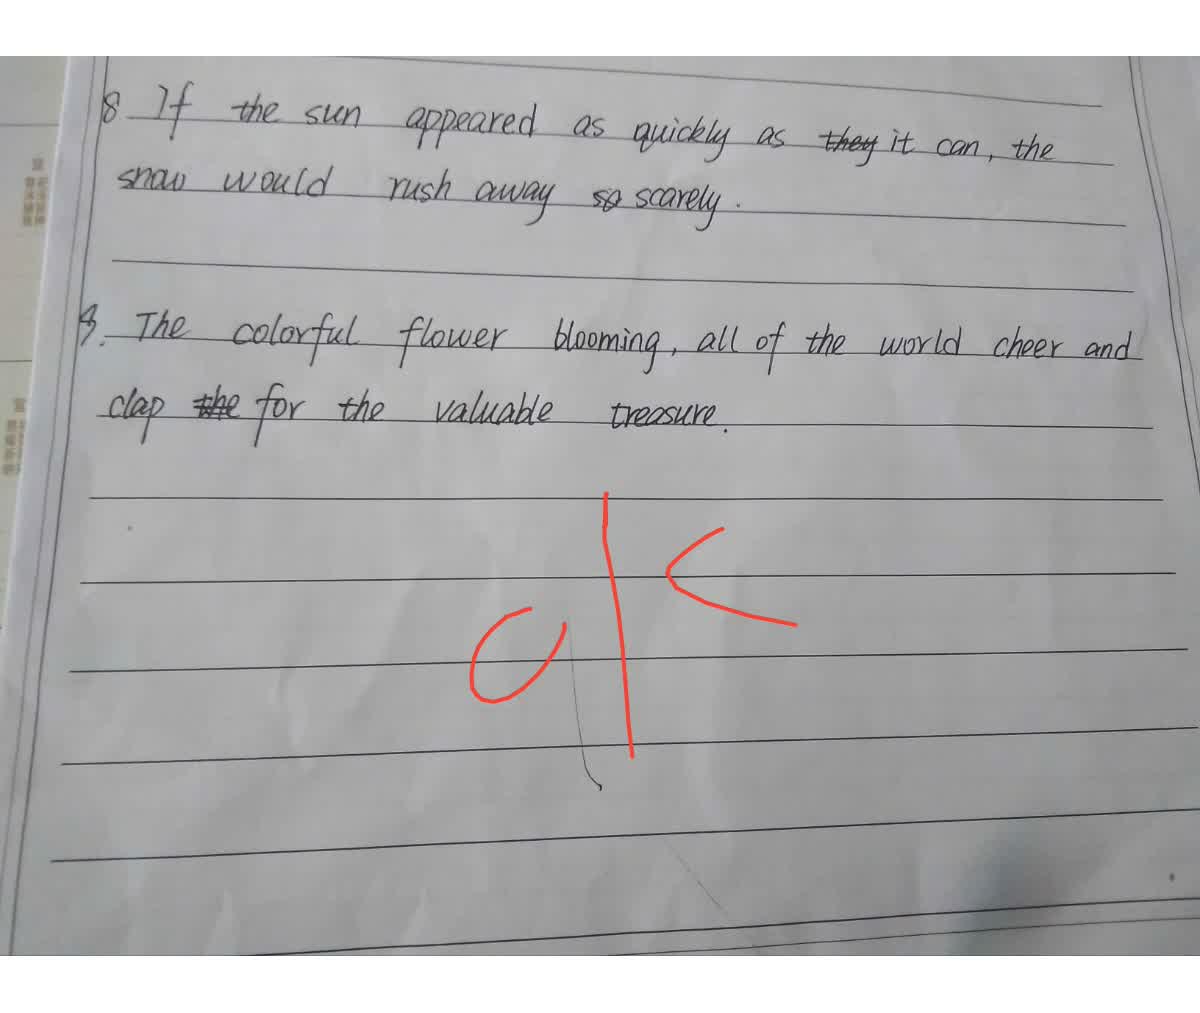 8 If the sun appeared as quickly as they it can, the
snow would rush away so scarely.
8. The colorful flower blooming, all of the world cheer and
clap the for the valuable treasure.
ok